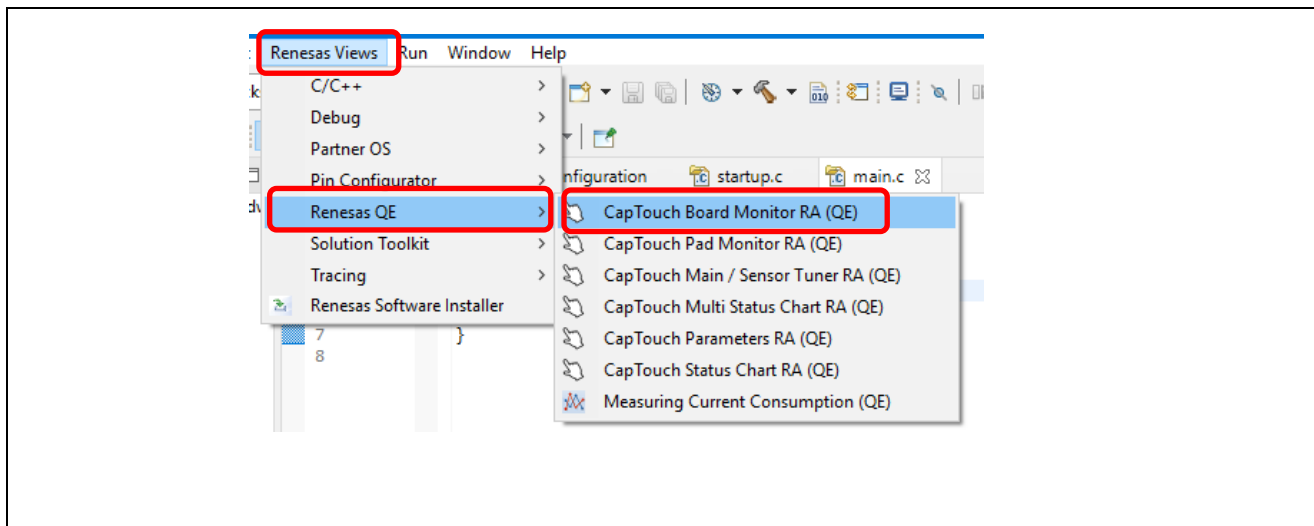 Renesas Views Run Window Help
C/C++
Debug
Partner OS
Pin Configurator
nfiguration startup.c main.c
Renesas QE
CapTouch Board Monitor RA (QE)
Solution Toolkit
CapTouch Pad Monitor RA (QE)
Tracing
CapTouch Main / Sensor Tuner RA (QE)
Renesas Software Installer
CapTouch Multi Status Chart RA (QE)
7 }
CapTouch Parameters RA (QE)
8
CapTouch Status Chart RA (QE)
Measuring Current Consumption (QE)